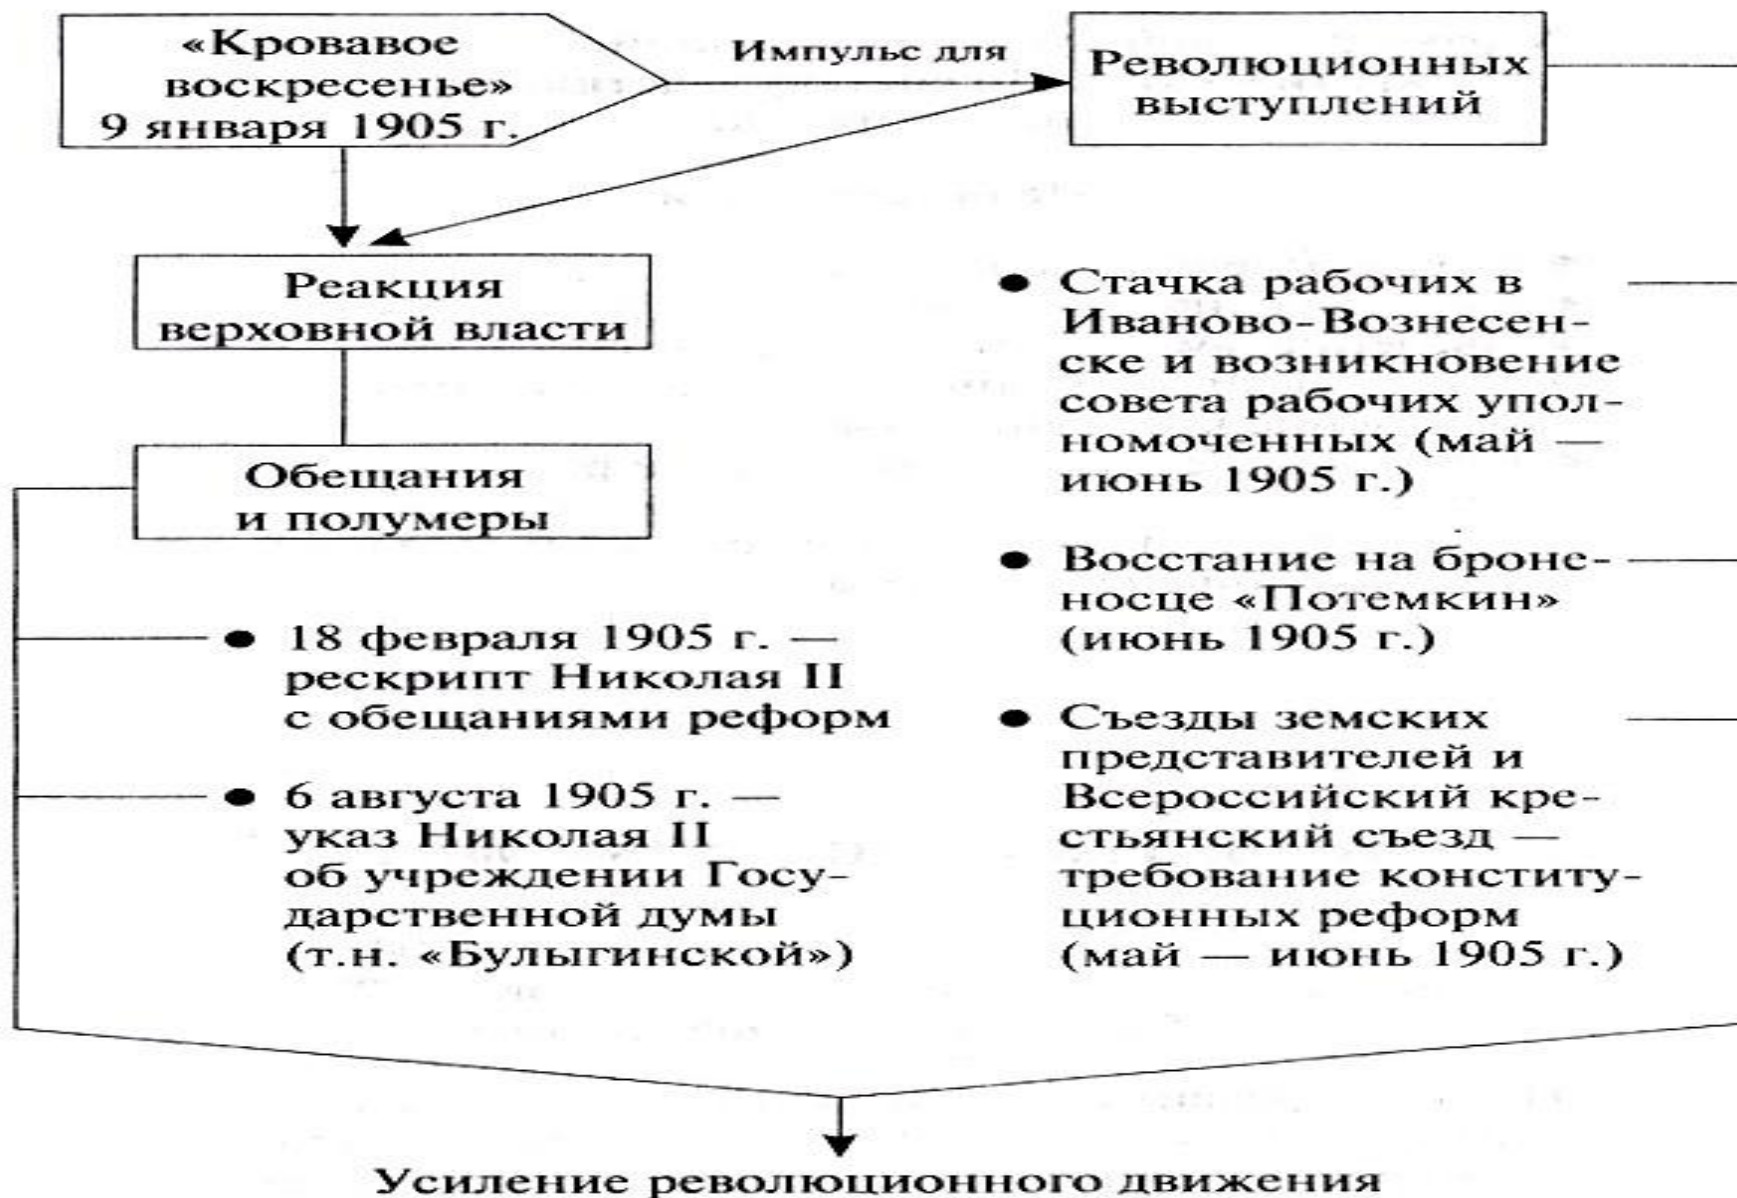 «Кровавое
воскресенье»
9 января 1905 г.
Импульс для
Революционных
выступлений
Реакция
верховной власти
Обещания
и полумеры
● 18 февраля 1905 г. —
рескрипт Николая II
с обещаниями реформ
● 6 августа 1905 г. —
указ Николая II
об учреждении Госу-
дарственной думы
(т.н. «Булыгинской»)
● Стачка рабочих в
Иваново-Вознесен-
ске и возникновение
совета рабочих упол-
номоченных (май —
июнь 1905 г.)
● Восстание на броне-
носце «Потемкин»
(июнь 1905 г.)
● Съезды земских
представителей и
Всероссийский кре-
стьянский съезд —
требование конститу-
ционных реформ
(май — июнь 1905 г.)
Усиление революционного движения